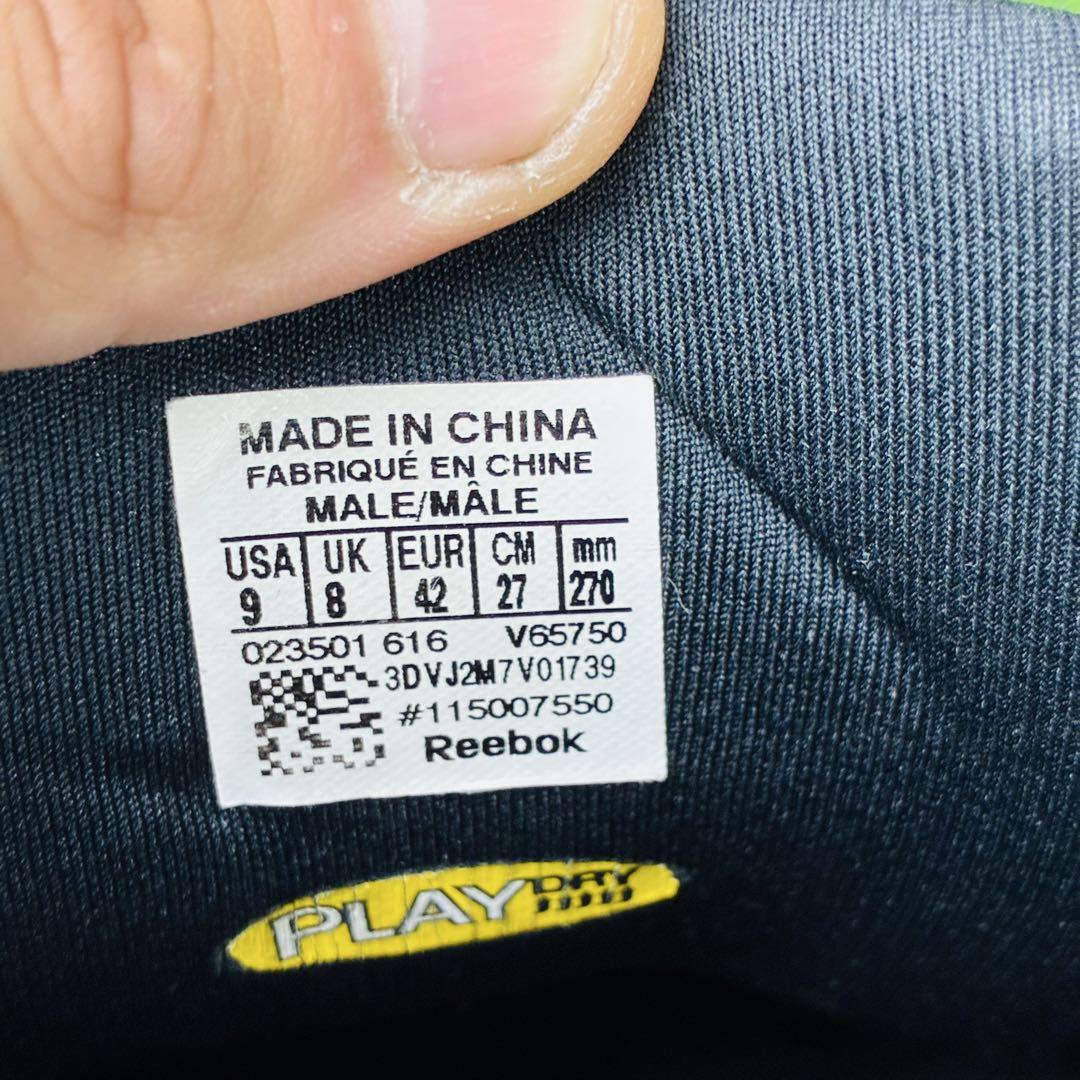 MADE IN CHINA
FABRIQUÉ EN CHINE
MALE/MÂLE
USA UK EUR CM mm
9 8 42 27 270
023501 616 V65750
3DVJ2M7V01739
#115007550
Reebok
PLAY DRY